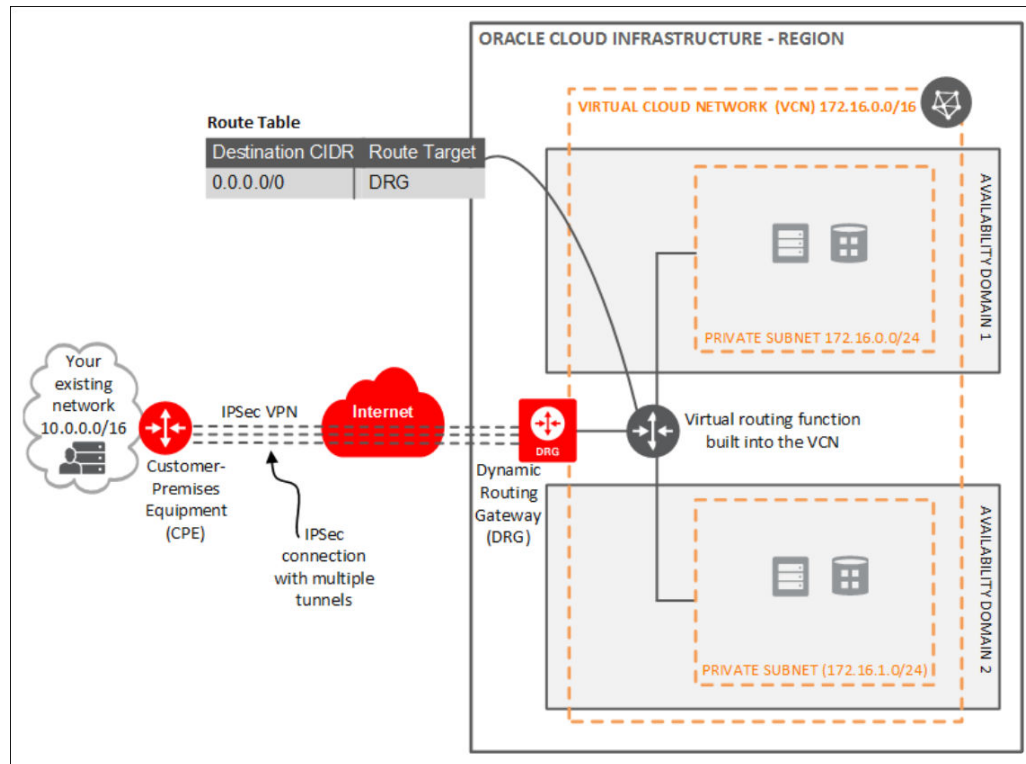 ORACLE CLOUD INFRASTRUCTURE - REGION
VIRTUAL CLOUD NETWORK (VCN) 172.16.0.0/16
Route Table
Destination CIDR Route Target
0.0.0.0/0 DRG
AVAILABILITY DOMAIN 1
PRIVATE SUBNET 172.16.0.0/24
Your
existing
network
10.0.0.0/16
IPSec VPN
Internet
DRG
Virtual routing function
built into the VCN
Customer-
Premises
Equipment
(CPE)
Dynamic
Routing
Gateway
(DRG)
IPSec
connection
with multiple
tunnels
AVAILABILITY DOMAIN 2
PRIVATE SUBNET (172.16.1.0/24)